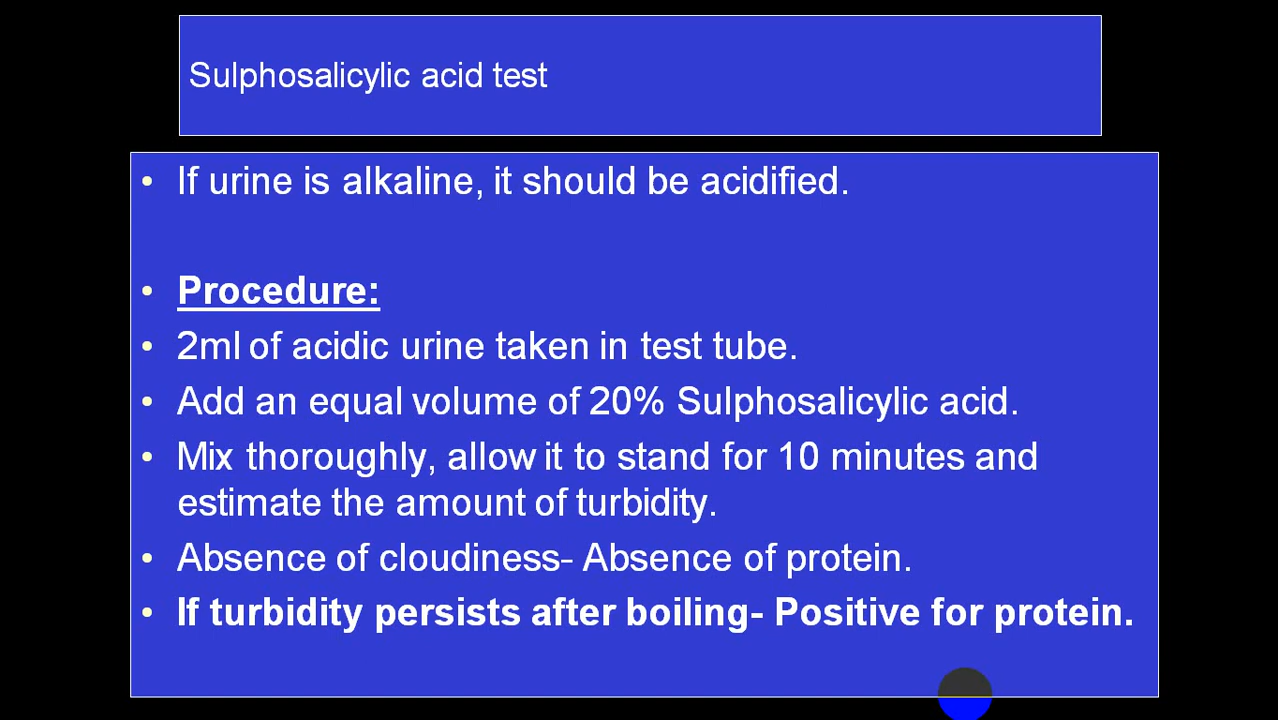 Sulphosalicylic acid test
• If urine is alkaline, it should be acidified.
• Procedure:
• 2ml of acidic urine taken in test tube.
• Add an equal volume of 20% Sulphosalicylic acid.
• Mix thoroughly, allow it to stand for 10 minutes and
estimate the amount of turbidity.
• Absence of cloudiness- Absence of protein.
• If turbidity persists after boiling- Positive for protein.